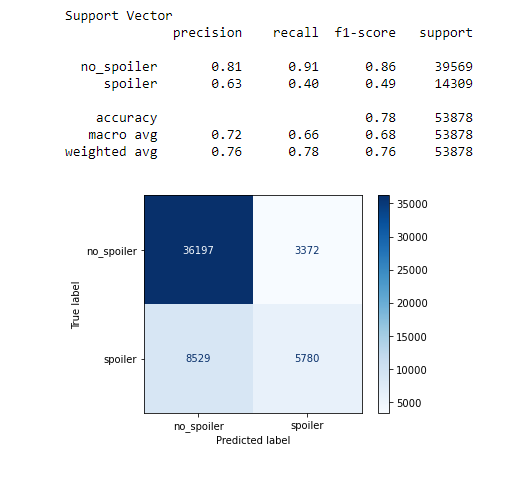 Support Vector
precision recall f1-score support
no_spoiler 0.81 0.91 0.86 39569
spoiler 0.63 0.40 0.49 14309
accuracy 0.78 53878
macro avg 0.72 0.66 0.68 53878
weighted avg 0.76 0.78 0.76 53878
35000
30000
25000
20000
15000
10000
5000
no_spoiler
36197 3372
True label
spoiler
8529 5780
no_spoiler spoiler
Predicted label